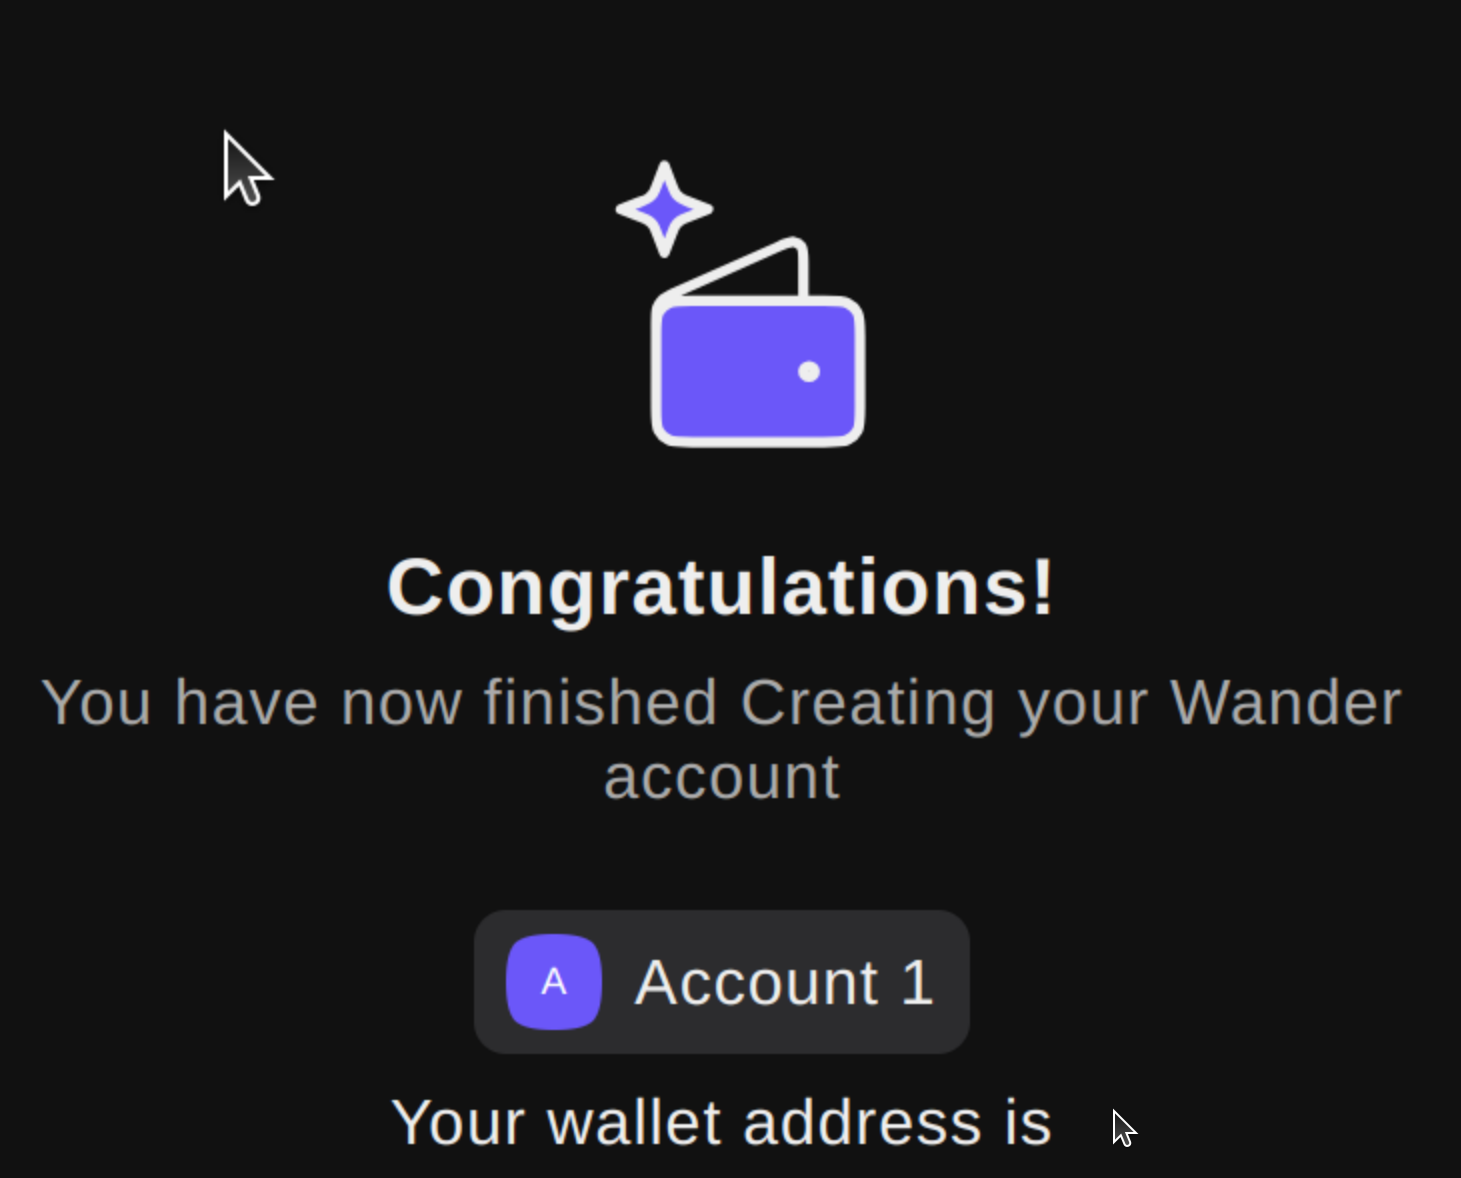 Congratulations!
You have now finished Creating your Wander
account
A Account 1
Your wallet address is